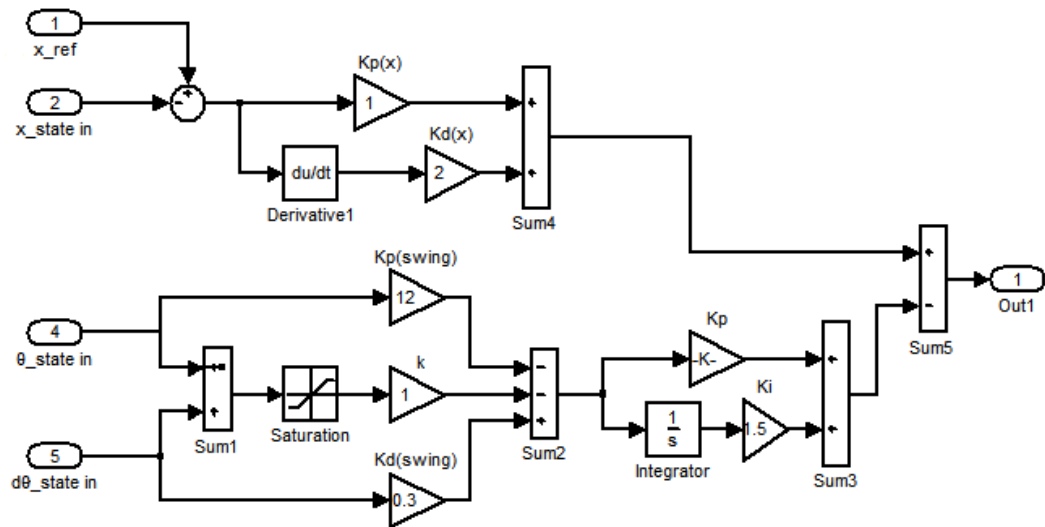 1
x_ref
2
x_state in
-
+
Kp(x)
1
du/dt
Derivative1
Kd(x)
2
+
+
Sum4
4
θ_state in
5
dθ_state in
Kp(swing)
12
+
Sum1
Saturation
k
1
Kd(swing)
0.3
-
-
+
Sum2
Kp
-K-
1
s
Integrator
Ki
1.5
+
+
Sum3
+
-
Sum5
1
Out1